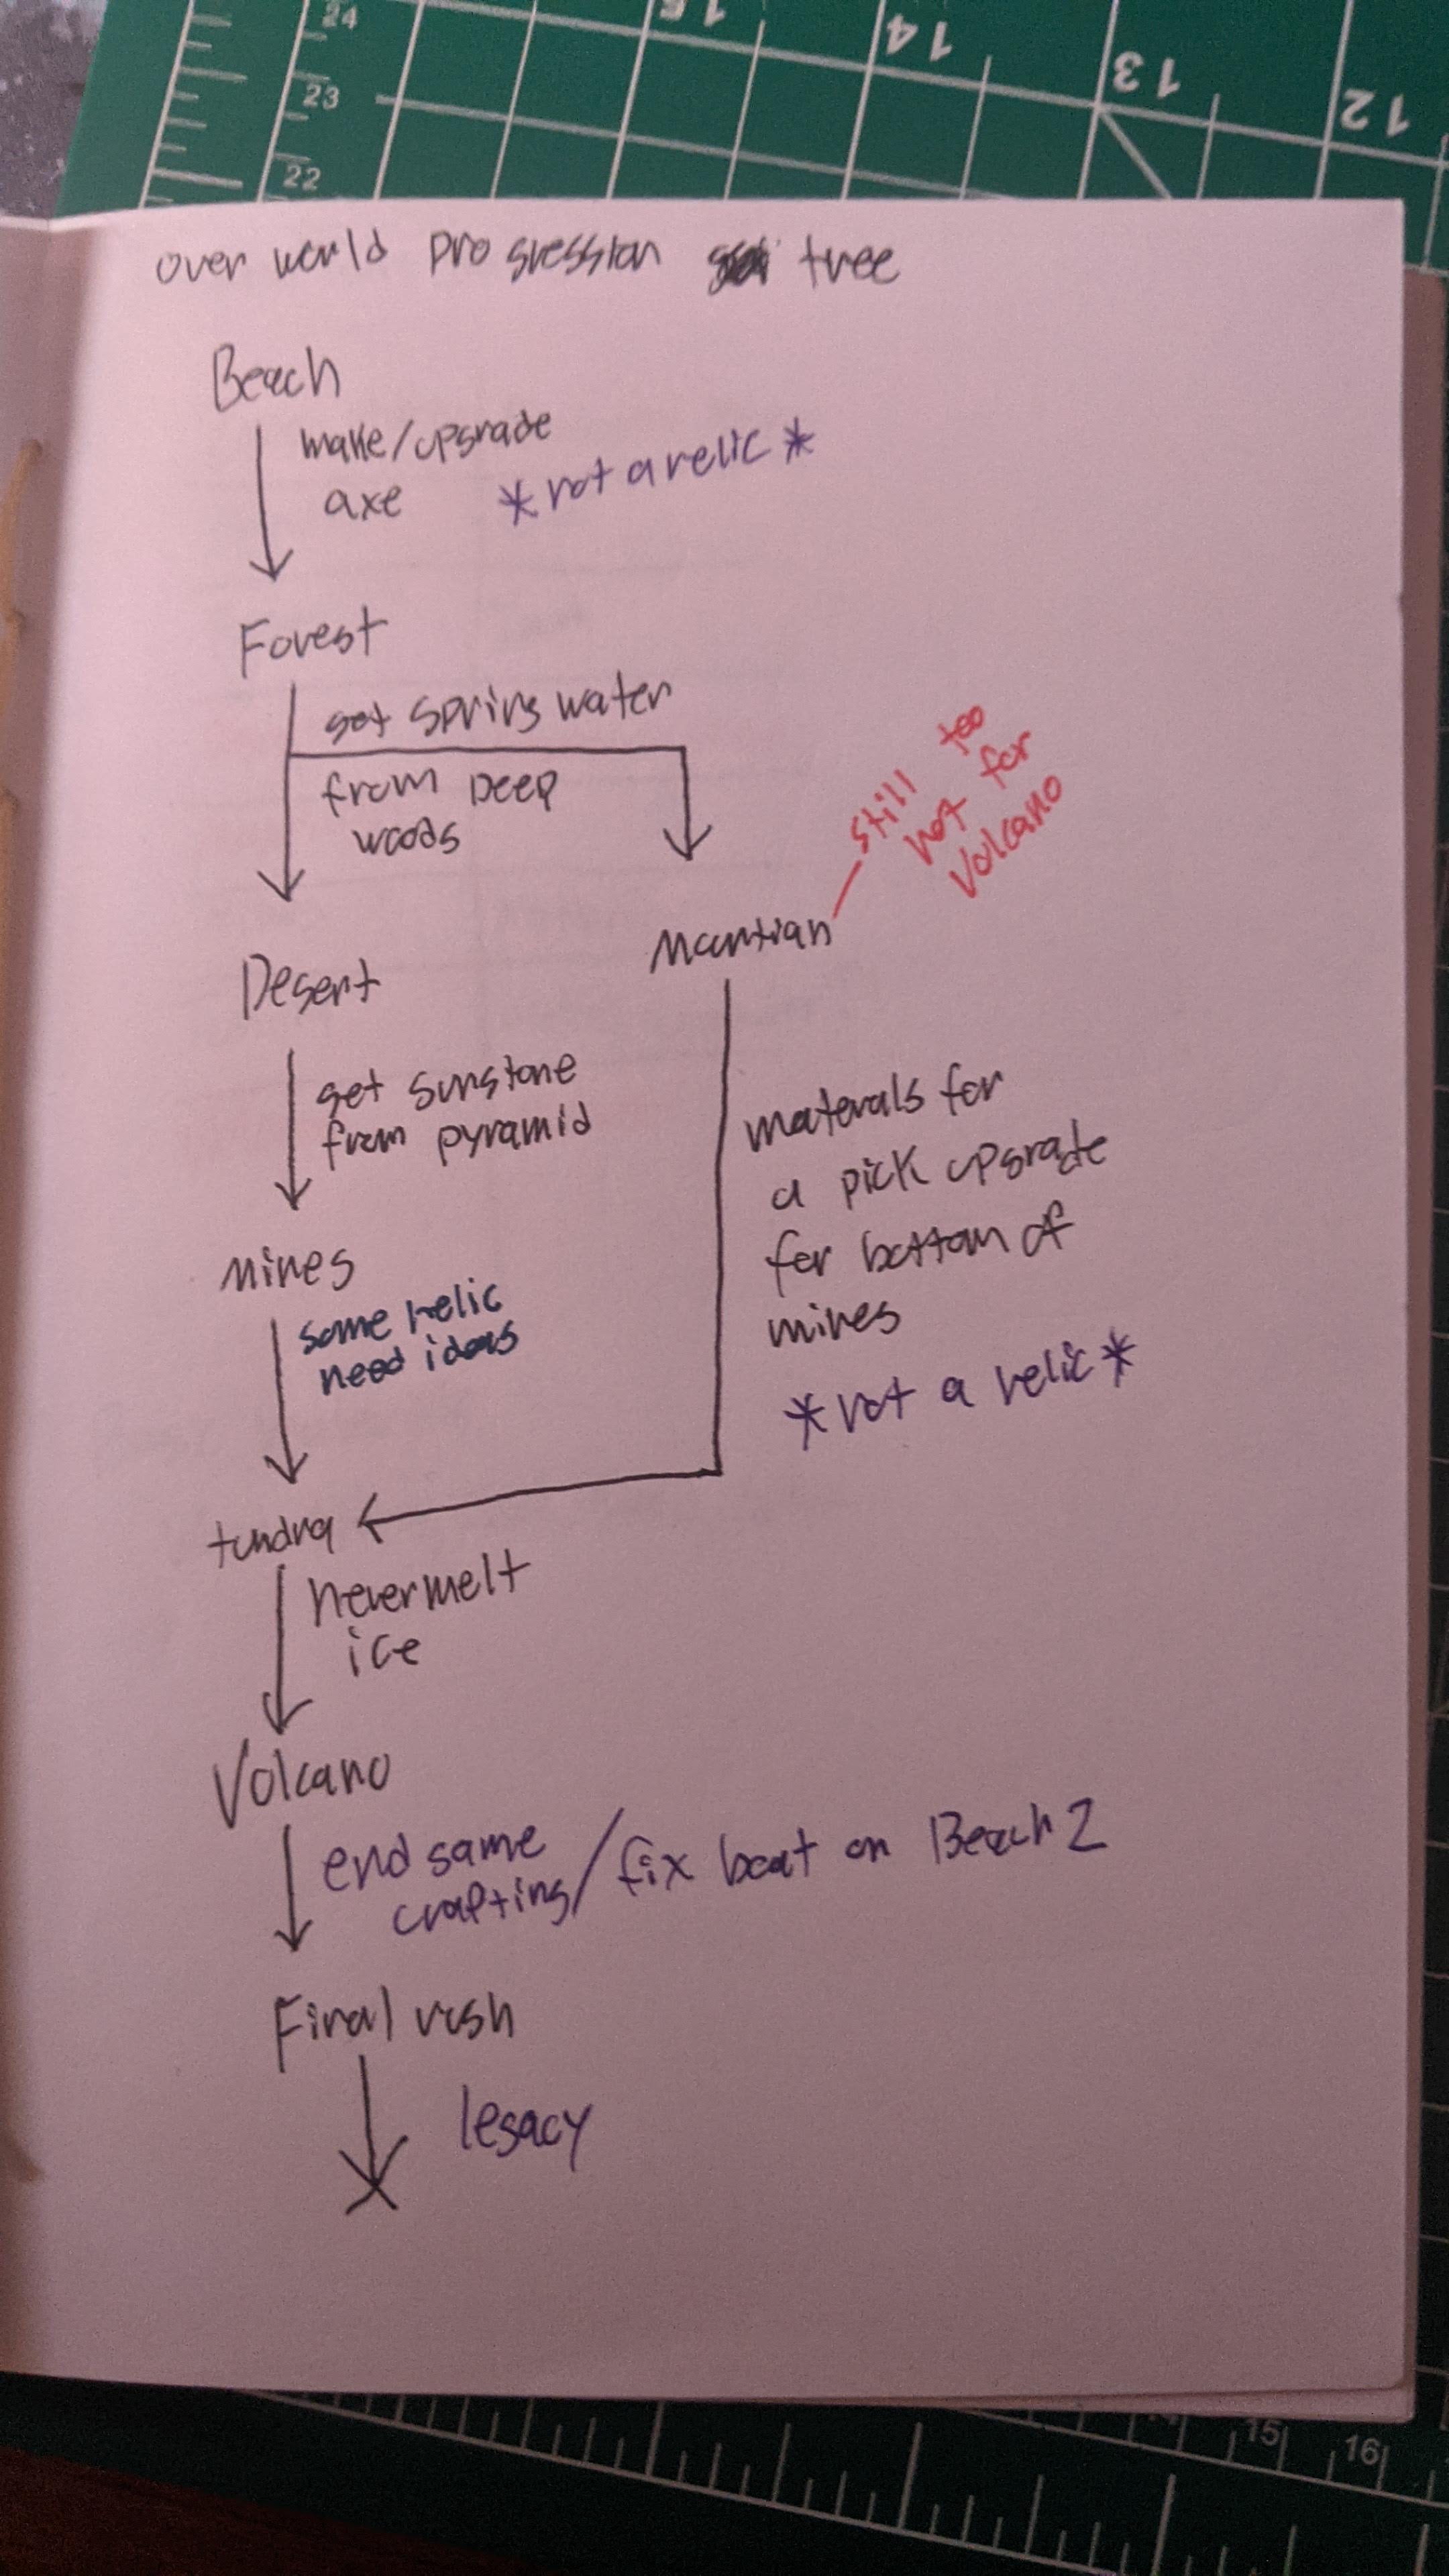 24
23
22
15
14
13
12
over world progression tree
Beach
make/upgrade
axe
*not a relic*
Forest
get spring water
from Deep
woods
still too
hot for
Volcano
Mountian
Desert
get sunstone
from pyramid
materals for
a pick upgrade
for bottom of
mines
*not a relic*
Mines
some relic
need ideas
tundra
nevermelt
ice
Volcano
end game
crafting/fix boat on Beach 2
Final rush
legacy
15
16